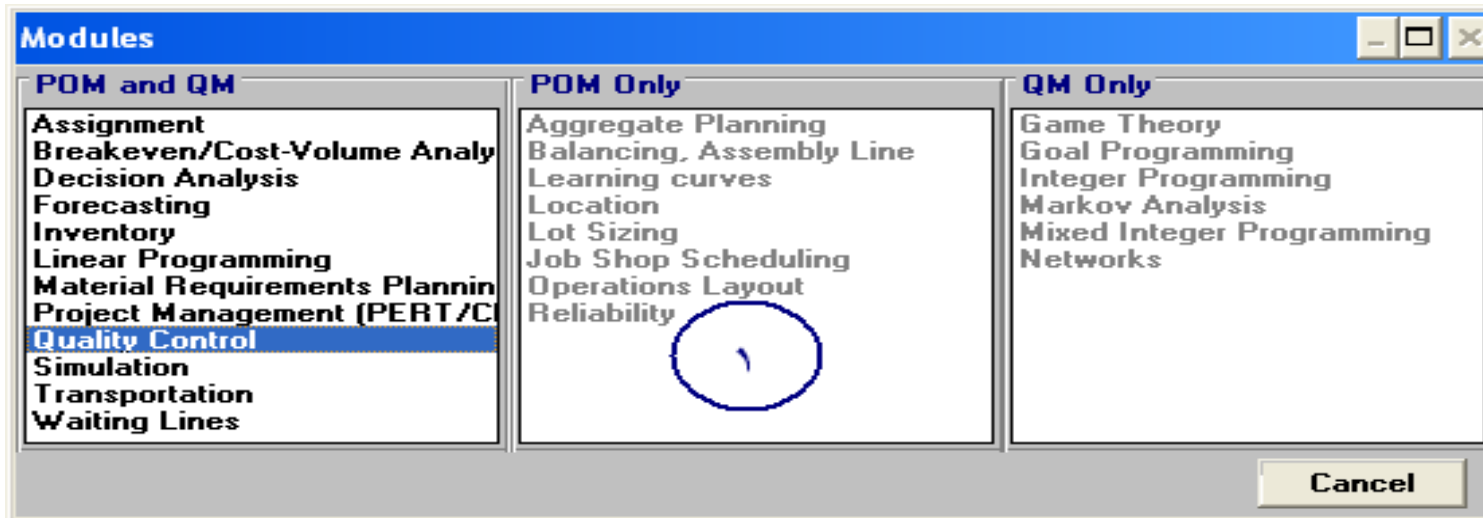 Modules
POM and QM
Assignment
Breakeven/Cost-Volume Analy
Decision Analysis
Forecasting
Inventory
Linear Programming
Material Requirements Plannin
Project Management (PERT/C
Quality Control
Simulation
Transportation
Waiting Lines
POM Only
Aggregate Planning
Balancing, Assembly Line
Learning curves
Location
Lot Sizing
Job Shop Scheduling
Operations Layout
Reliability
١
QM Only
Game Theory
Goal Programming
Integer Programming
Markov Analysis
Mixed Integer Programming
Networks
Cancel